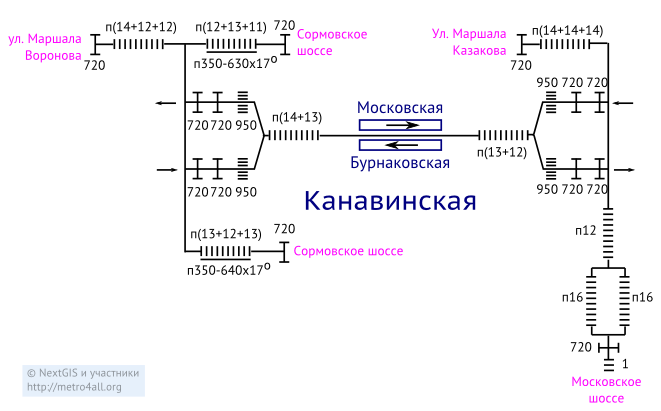 п(14+12+12)
ул. Маршала
Воронова
720
п(12+13+11)
720
Сормовское
шоссе
п350-630х17°
Ул. Маршала
Казакова
720
п(14+14+14)
720 720 950
950 720 720
п(14+13)
Московская
Бурнаковская
п(13+12)
720 720 950
950 720 720
Канавинская
п(13+12+13)
720
Сормовское шоссе
п350-640х17°
п12
п16
п16
720
1
Московское
шоссе
© NextGIS и участники
http://metro4all.org